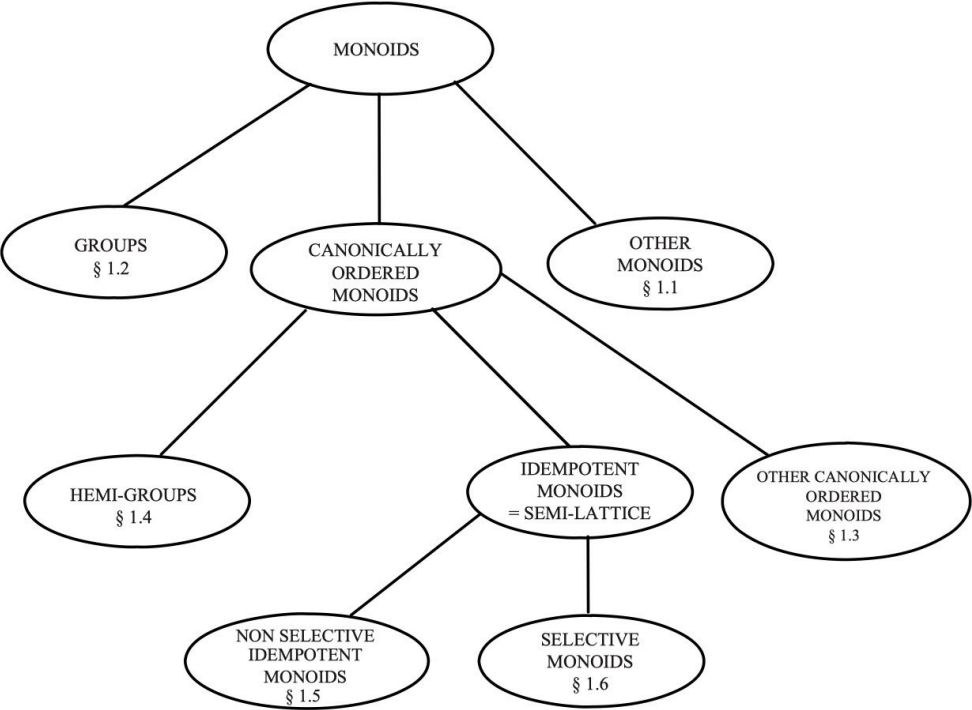 MONOIDS
GROUPS
§ 1.2
CANONICALLY
ORDERED
MONOIDS
OTHER
MONOIDS
§ 1.1
HEMI-GROUPS
§ 1.4
IDEMPOTENT
MONOIDS
= SEMI-LATTICE
OTHER CANONICALLY
ORDERED
MONOIDS
§ 1.3
NON SELECTIVE
IDEMPOTENT
MONOIDS
§ 1.5
SELECTIVE
MONOIDS
§ 1.6